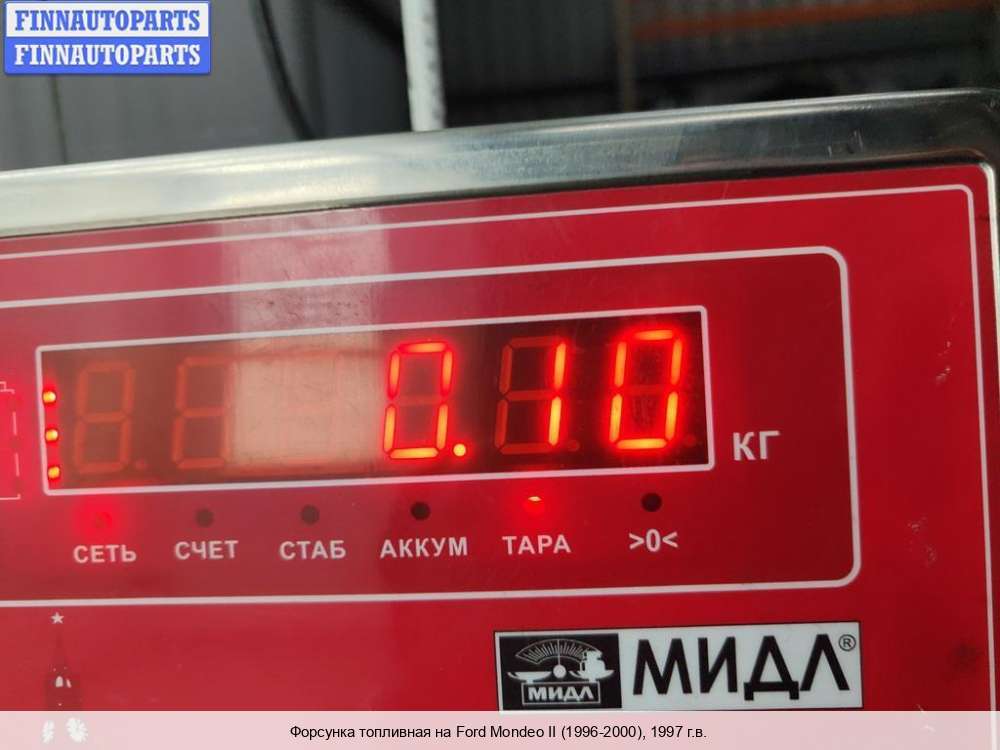 FINNAUTOPARTS
FINNAUTOPARTS
0.10 КГ
СЕТЬ СЧЕТ СТАБ АККУМ ТАРА >0<
МИДЛ МИДЛ®
Форсунка топливная на Ford Mondeo II (1996-2000), 1997 г.в.